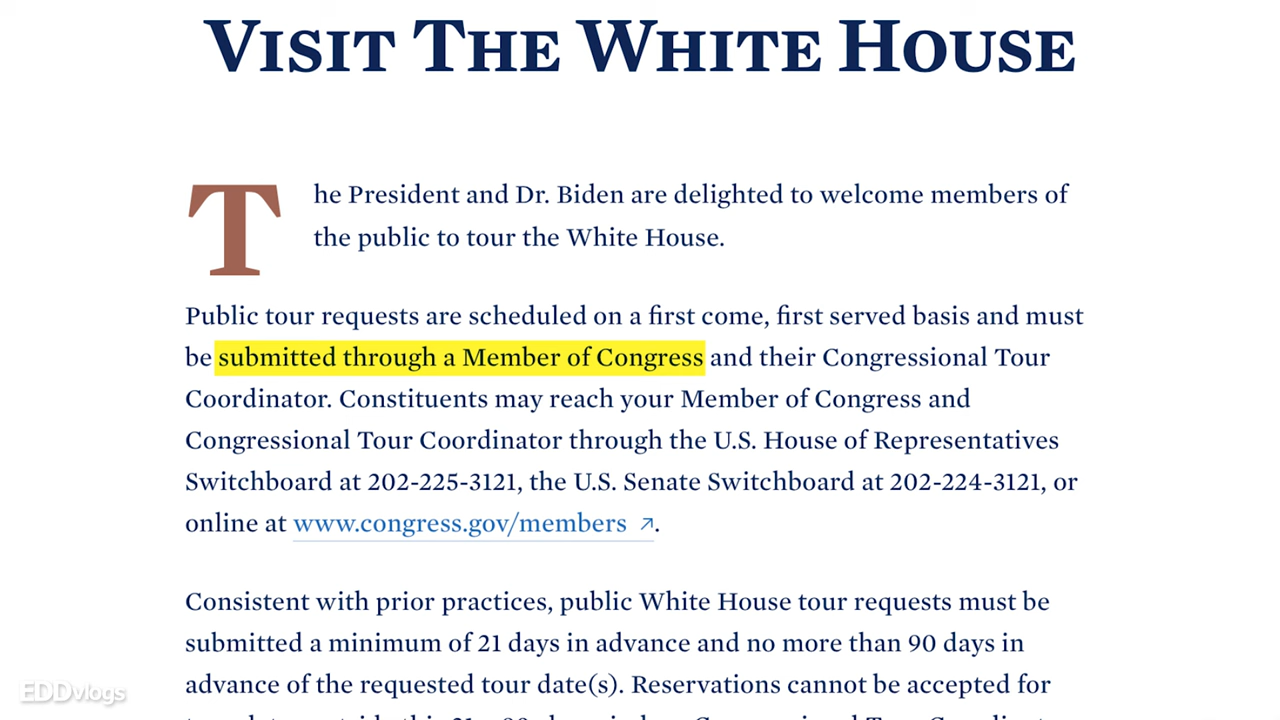 VISIT THE WHITE HOUSE
The President and Dr. Biden are delighted to welcome members of
the public to tour the White House.
Public tour requests are scheduled on a first come, first served basis and must
be submitted through a Member of Congress and their Congressional Tour
Coordinator. Constituents may reach your Member of Congress and
Congressional Tour Coordinator through the U.S. House of Representatives
Switchboard at 202-225-3121, the U.S. Senate Switchboard at 202-224-3121, or
online at www.congress.gov/members ↗.
Consistent with prior practices, public White House tour requests must be
submitted a minimum of 21 days in advance and no more than 90 days in
advance of the requested tour date(s). Reservations cannot be accepted for
EDDvlogs